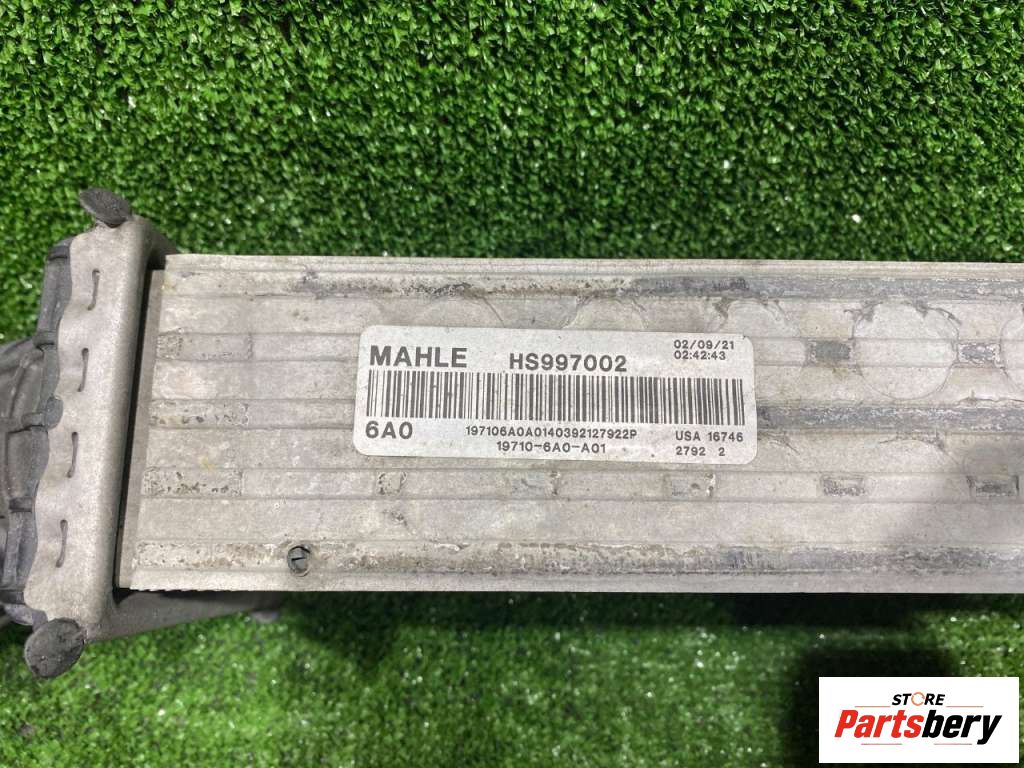 MAHLE HS997002 02/09/21
02:42:43
6A0 197106A0A0140392127922P USA 16746
19710-6A0-A01 2792 2
STORE
Partsbery